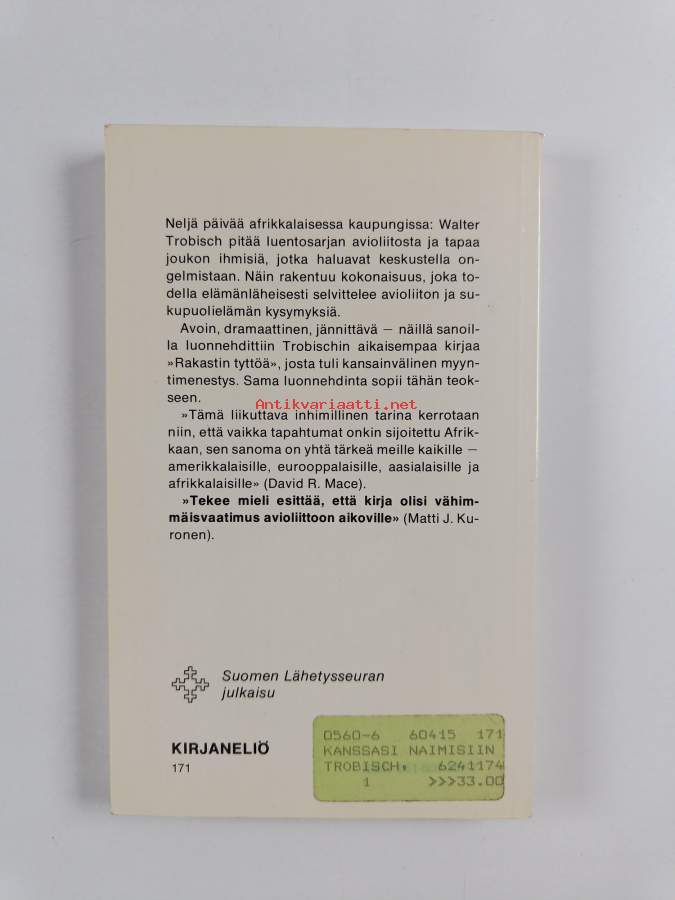 Neljä päivää afrikkalaisessa kaupungissa: Walter
Trobisch pitää luentosarjan avioliitosta ja tapaa
joukon ihmisiä, jotka haluavat keskustella on-
gelmistaan. Näin rakentuu kokonaisuus, joka to-
della elämänläheisesti selvittelee avioliiton ja su-
kupuolielämän kysymyksiä.
Avoin, dramaattinen, jännittävä — näillä sanoil-
la luonnehdittiin Trobischin aikaisempaa kirjaa
»Rakastin tyttöä», josta tuli kansainvälinen myyn-
timenestys. Sama luonnehdinta sopii tähän teok-
seen.
Antikvariaatti.net
»Tämä liikuttava inhimillinen tarina kerrotaan
niin, että vaikka tapahtumat onkin sijoitettu Afrik-
kaan, sen sanoma on yhtä tärkeä meille kaikille —
amerikkalaisille, eurooppalaisille, aasialaisille ja
afrikkalaisille» (David R. Mace).
»Tekee mieli esittää, että kirja olisi vähim-
mäisvaatimus avioliittoon aikoville» (Matti J. Ku-
ronen).
Suomen Lähetysseuran
julkaisu
KIRJANELIÖ
171
0560-6 60415 171
KANSSASI NAIMISIIN
TROBISCH, 6241174
1 >>>33.00